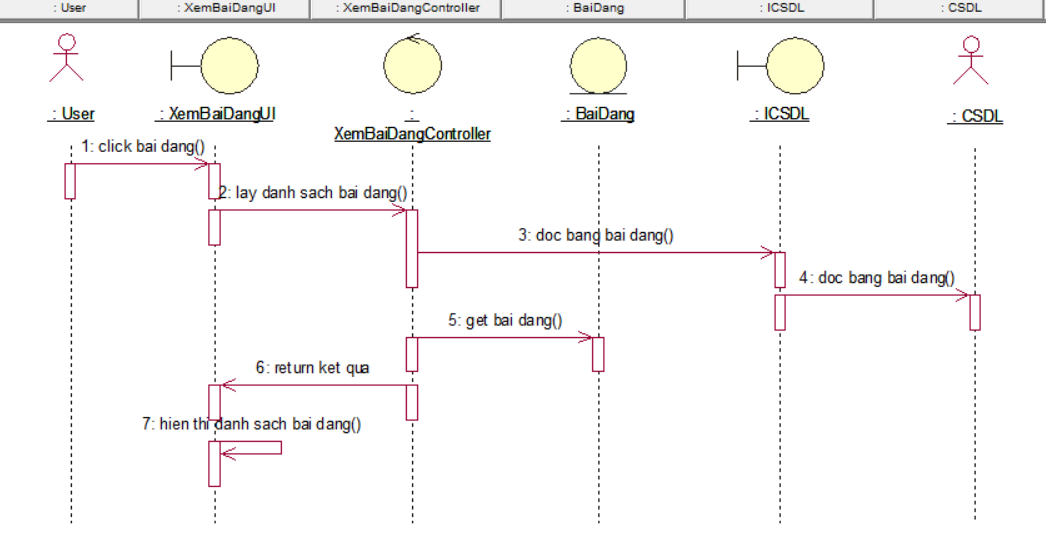 : User
: XemBaiDangUI
: XemBaiDangController
: BaiDang
: ICSDL
: CSDL
: User
: XemBaiDangUI
:
XemBaiDangController
: BaiDang
: ICSDL
: CSDL
1: click bai dang()
2: lay danh sach bai dang()
3: doc bang bai dang()
4: doc bang bai dang()
5: get bai dang()
6: return ket qua
7: hien thi danh sach bai dang()